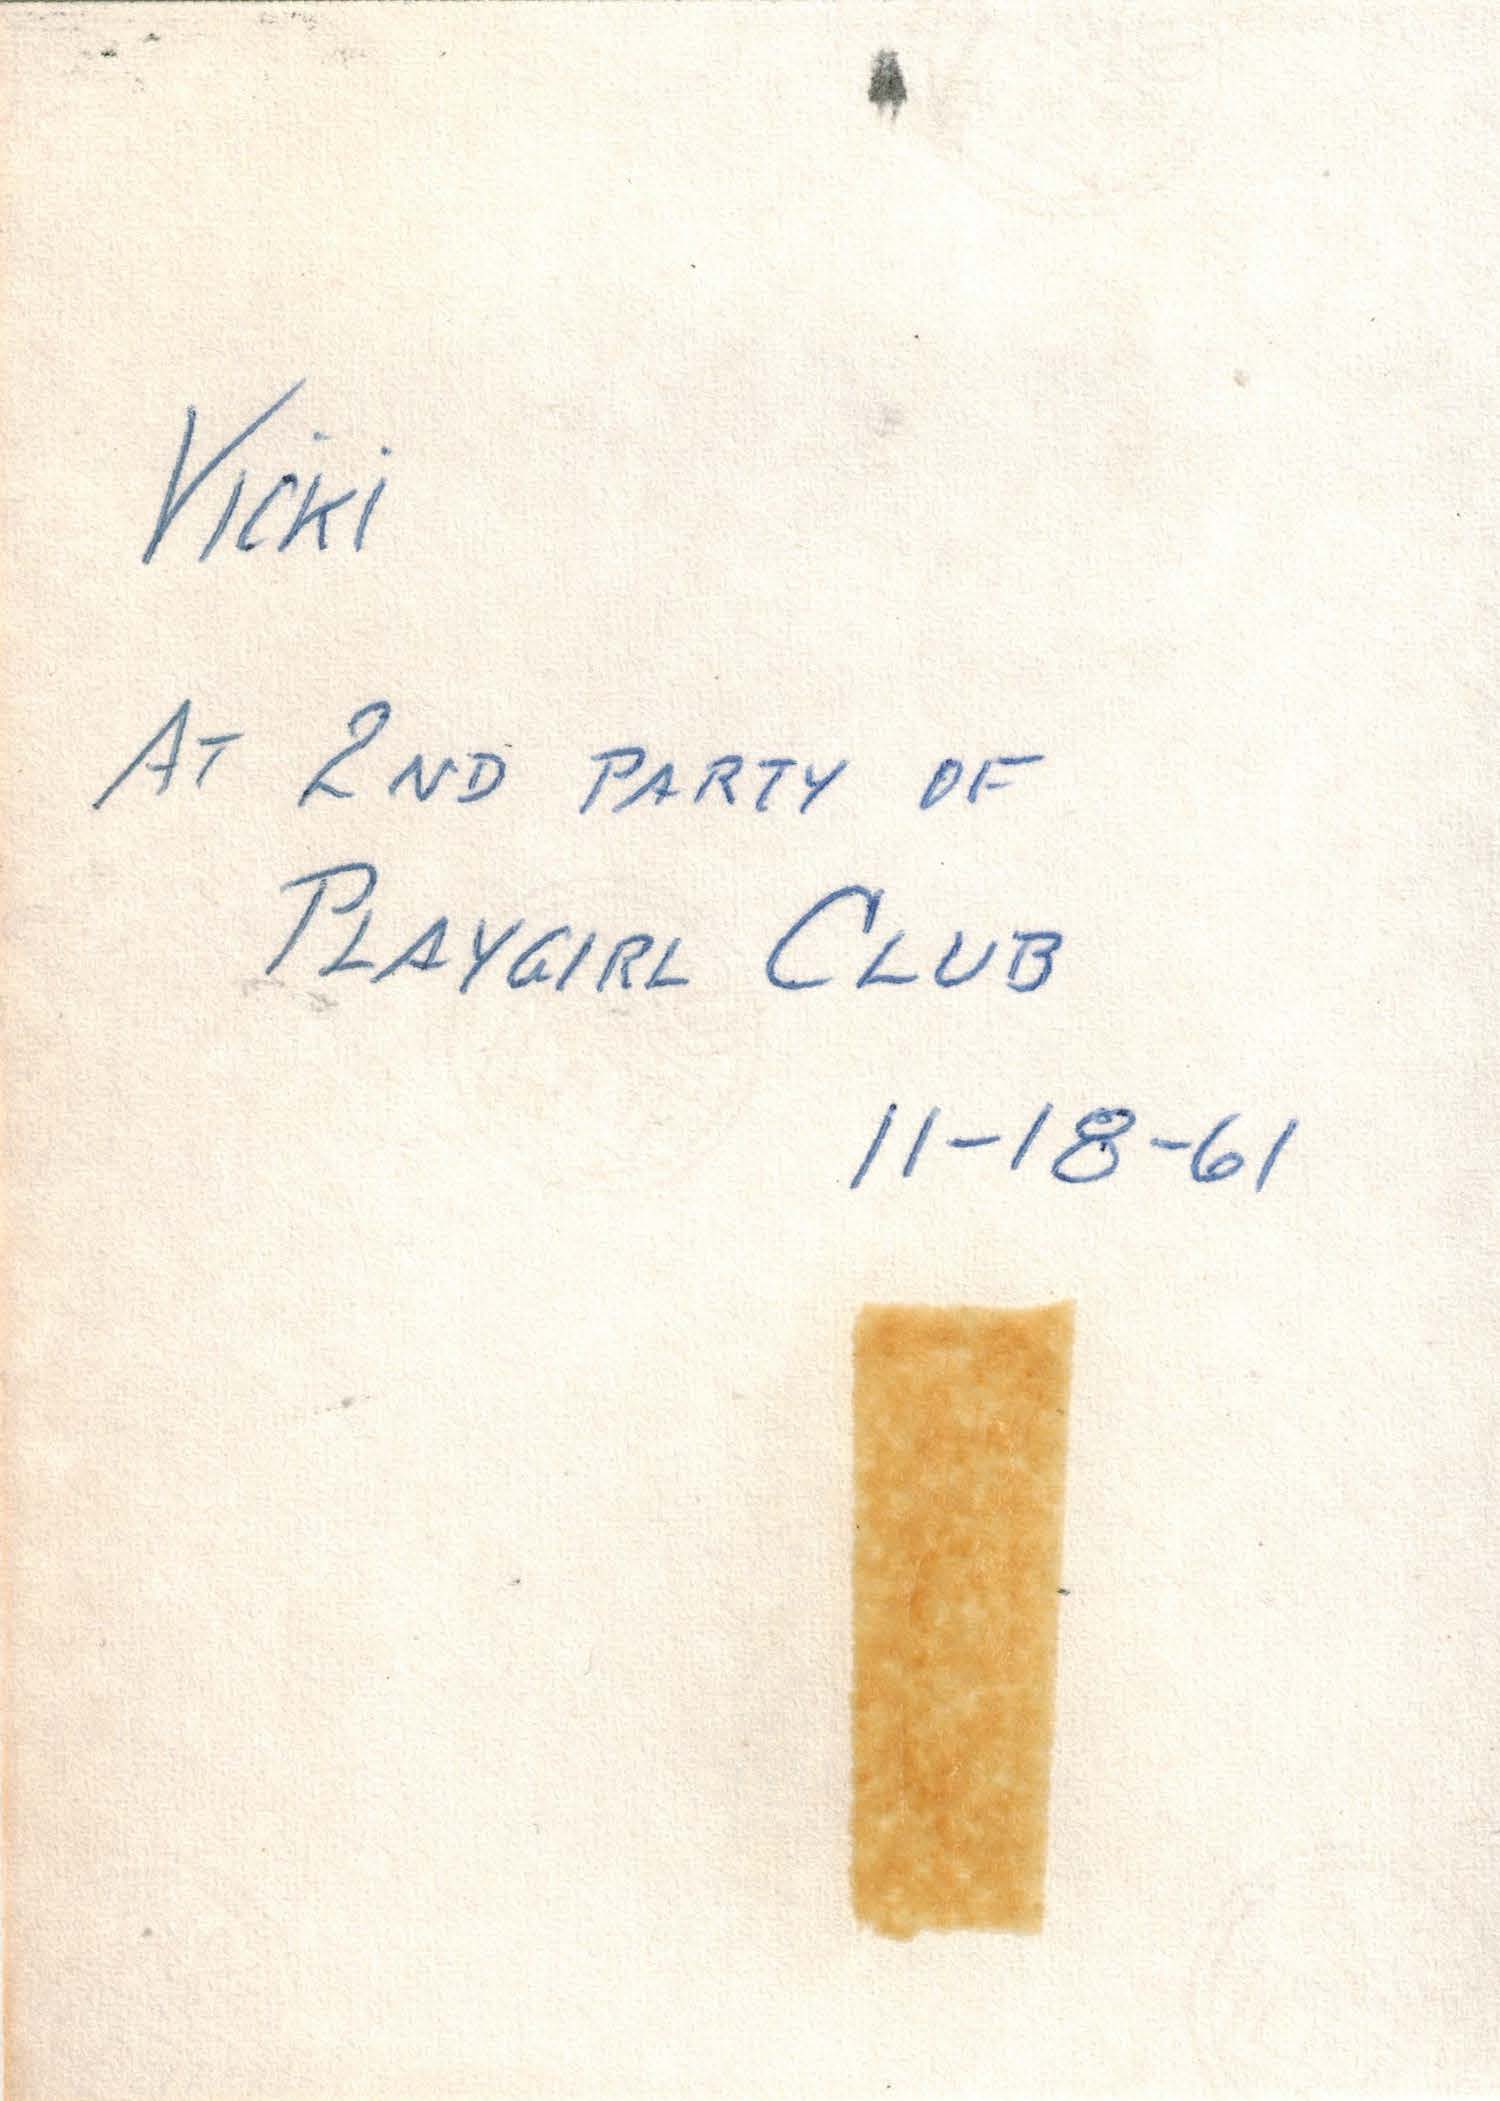 Vicki
At 2nd party of
Playgirl Club
11-18-61